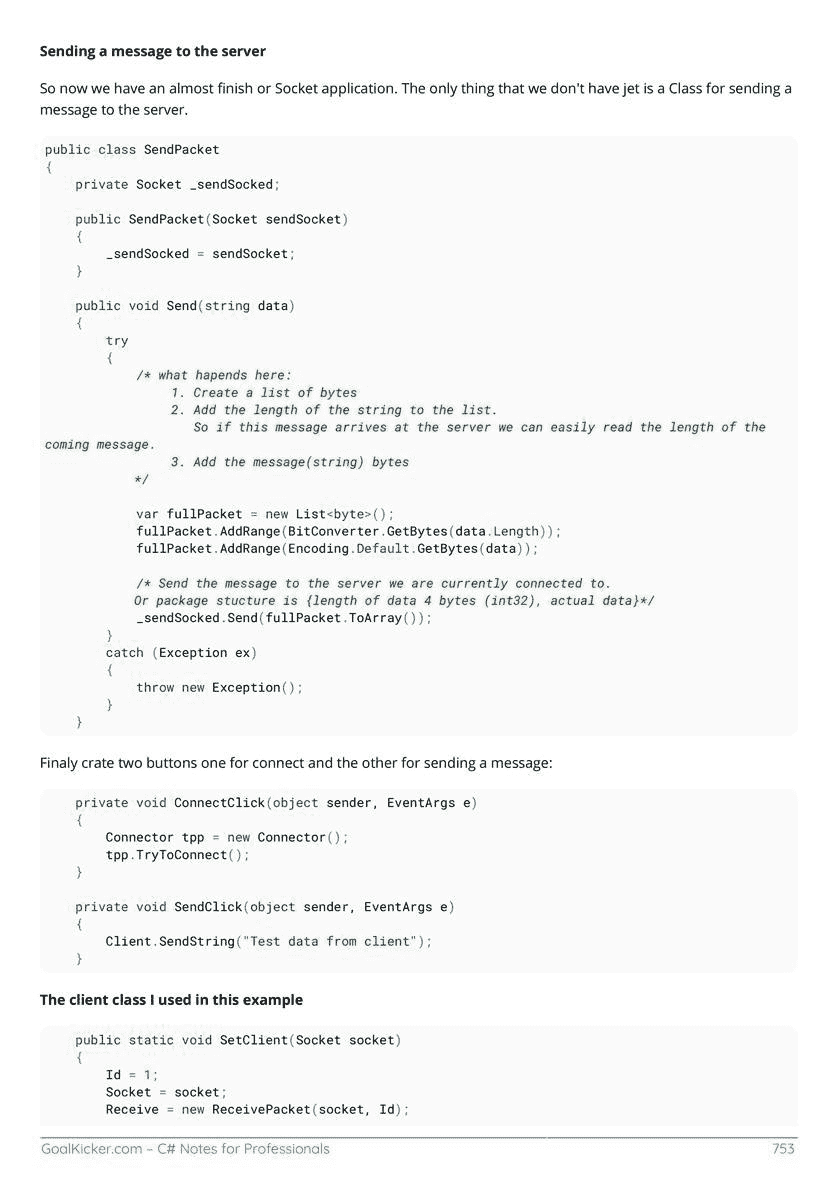 Sending a message to the server
So now we have an almost finish or Socket application. The only thing that we don't have jet is a Class for sending a
message to the server.
public class SendPacket
{
    private Socket _sendSocked;

    public SendPacket(Socket sendSocket)
    {
        _sendSocked = sendSocket;
    }

    public void Send(string data)
    {
        try
        {
            /* what hapends here:
                 1. Create a list of bytes
                 2. Add the length of the string to the list.
                    So if this message arrives at the server we can easily read the length of the
coming message.
                 3. Add the message(string) bytes
            */

            var fullPacket = new List<byte>();
            fullPacket.AddRange(BitConverter.GetBytes(data.Length));
            fullPacket.AddRange(Encoding.Default.GetBytes(data));

            /* Send the message to the server we are currently connected to.
            Or package stucture is {length of data 4 bytes (int32), actual data}*/
            _sendSocked.Send(fullPacket.ToArray());
        }
        catch (Exception ex)
        {
            throw new Exception();
        }
    }
Finaly crate two buttons one for connect and the other for sending a message:
    private void ConnectClick(object sender, EventArgs e)
    {
        Connector tpp = new Connector();
        tpp.TryToConnect();
    }

    private void SendClick(object sender, EventArgs e)
    {
        Client.SendString("Test data from client");
    }
The client class I used in this example
    public static void SetClient(Socket socket)
    {
        Id = 1;
        Socket = socket;
        Receive = new ReceivePacket(socket, Id);
GoalKicker.com – C# Notes for Professionals
753